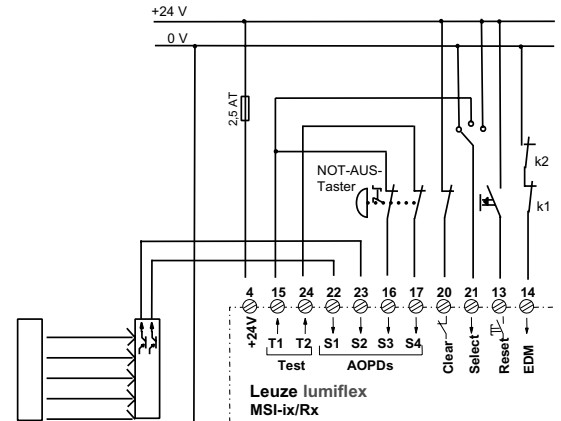 +24 V
0 V
2,5 AT
NOT-AUS-
Taster
k2
k1
4 15 24 22 23 16 17 20 21 13 14
+24V T1 T2 S1 S2 S3 S4 Clear Select Reset EDM
Test AOPDs
Leuze lumiflex
MSI-ix/Rx